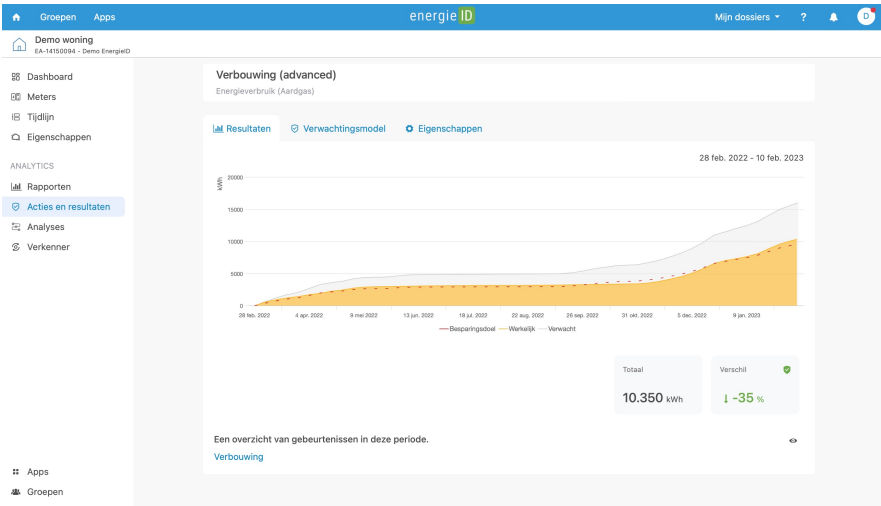 Groepen Apps energieID Mijn dossiers ? D
Demo woning
EA-14150094 - Demo EnergieID
Dashboard
Meters
Tijdlijn
Eigenschappen
ANALYTICS
Rapporten
Acties en resultaten
Analyses
Verkenner
Apps
Groepen
Verbouwing (advanced)
Energieverbruik (Aardgas)
Resultaten Verwachtingsmodel Eigenschappen
28 feb. 2022 - 10 feb. 2023
kWh
20000
15000
10000
5000
0
28 feb. 2022 4 apr. 2022 9 mei 2022 13 jun. 2022 18 jul. 2022 22 aug. 2022 26 sep. 2022 31 okt. 2022 5 dec. 2022 9 jan. 2023
Besparingsdoel Werkelijk Verwacht
Totaal
10.350 kWh
Verschil
↓ -35 %
Een overzicht van gebeurtenissen in deze periode.
Verbouwing